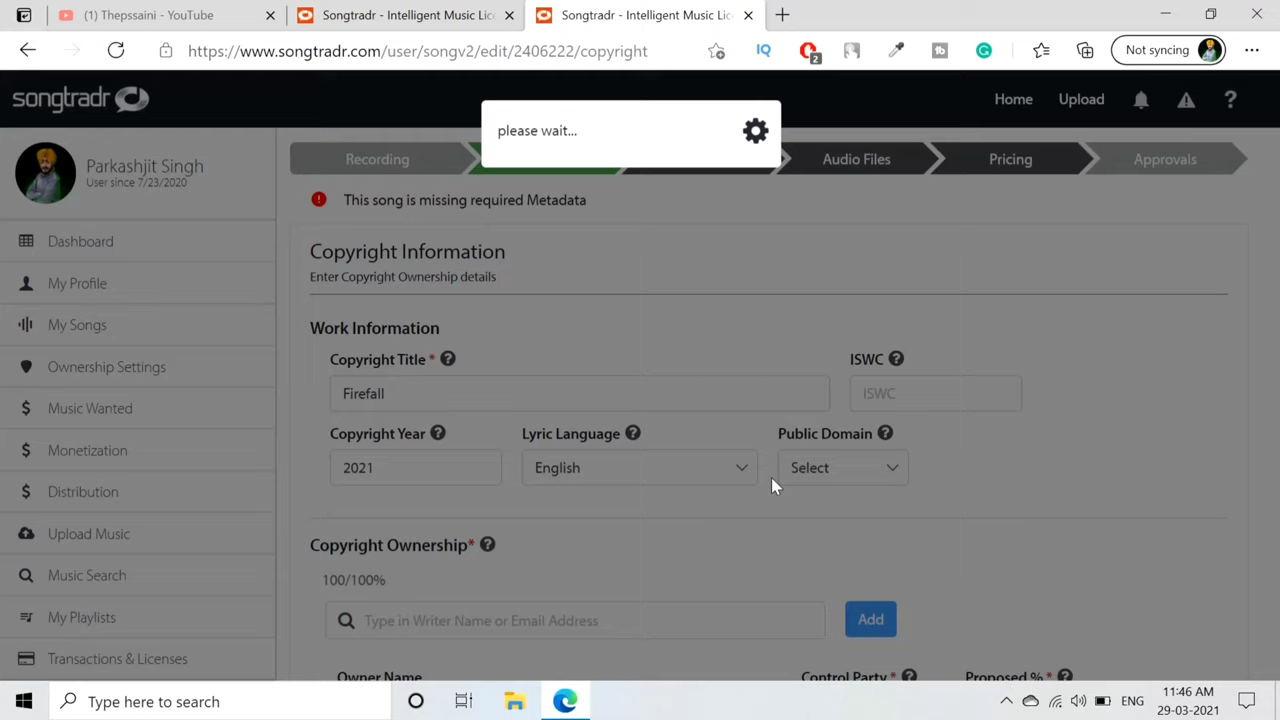 (1) Thepssaini - YouTube
Songtradr - Intelligent Music Lice
Songtradr - Intelligent Music Lice
https://www.songtradr.com/user/songv2/edit/2406222/copyright
IQ
2
tb
Not syncing
songtradr
Home
Upload
please wait...
Parkashjit Singh
User since 7/23/2020
Recording
Audio Files
Pricing
Approvals
This song is missing required Metadata
Dashboard
My Profile
My Songs
Ownership Settings
Music Wanted
Monetization
Distribution
Upload Music
Music Search
My Playlists
Transactions & Licenses
Copyright Information
Enter Copyright Ownership details
Work Information
Copyright Title *
ISWC
Firefall
ISWC
Copyright Year
Lyric Language
Public Domain
2021
English
Select
Copyright Ownership*
100/100%
Type in Writer Name or Email Address
Add
Owner Name
Control Party *
Proposed % *
Type here to search
ENG
11:46 AM
29-03-2021